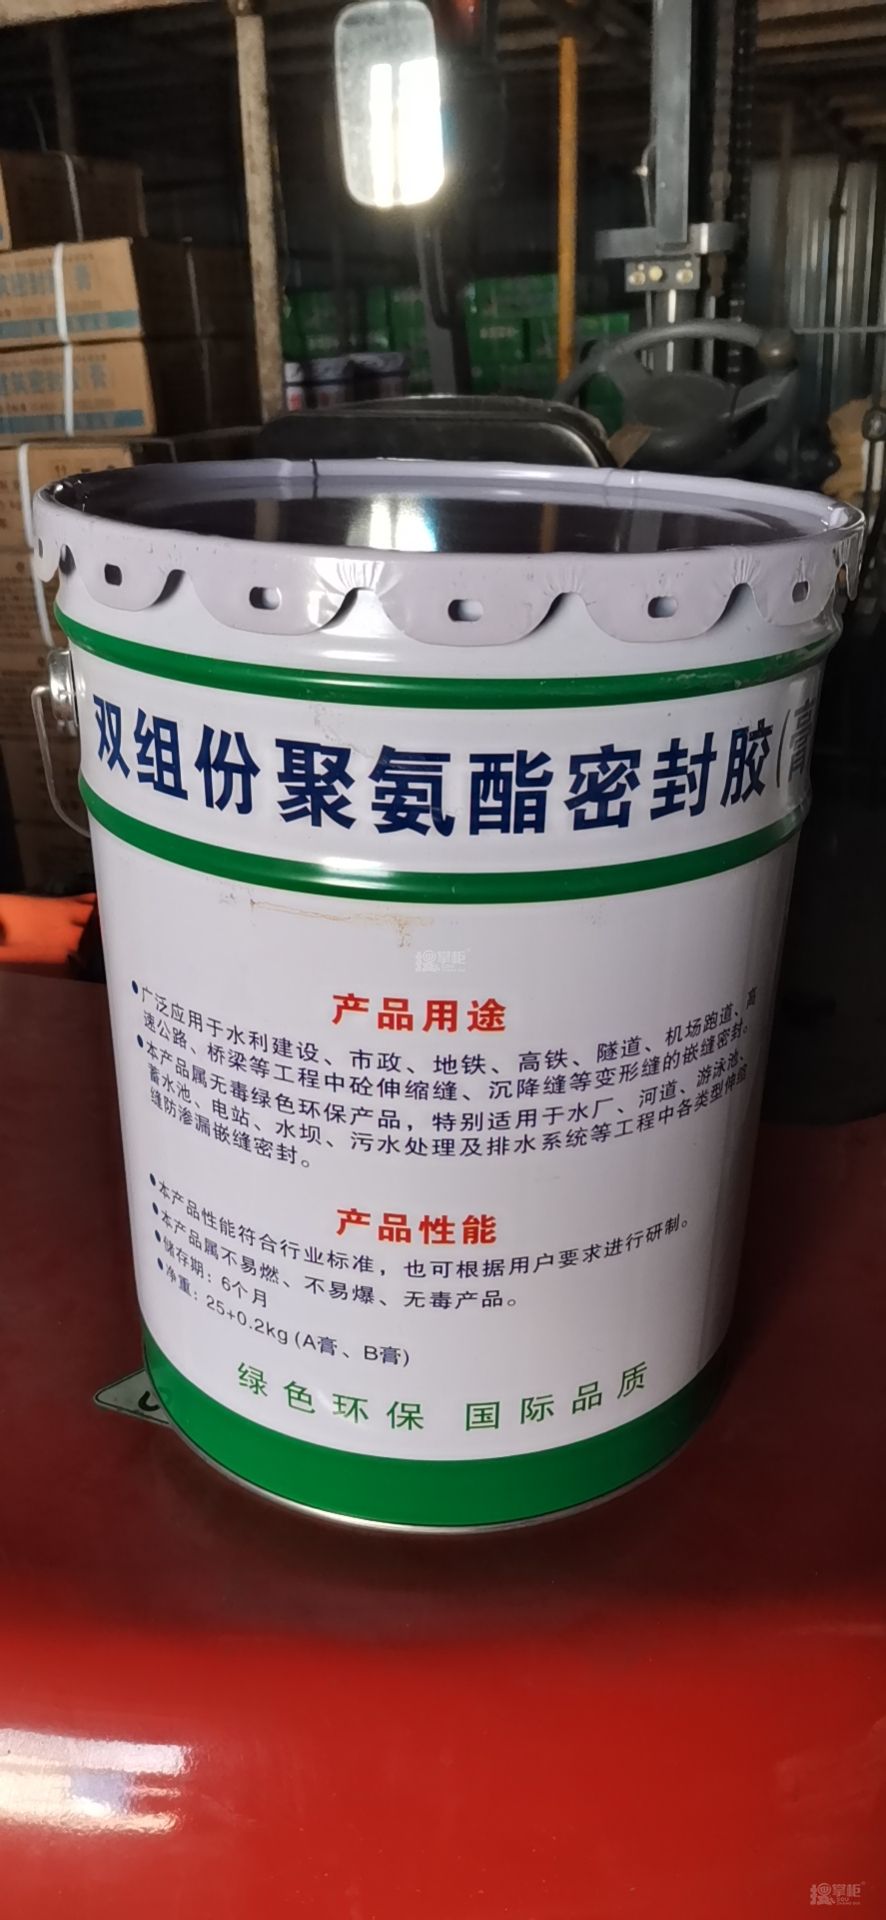 双组份聚氨酯密封胶(膏
产品用途
•广泛应用于水利建设、市政、地铁、高铁、隧道、机场跑道、高
速公路、桥梁等工程中砼伸缩缝、沉降缝等变形缝的嵌缝密封。
•本产品属无毒绿色环保产品，特别适用于水厂、河道、游泳池、
蓄水池、电站、水坝、污水处理及排水系统等工程中各类型伸缩
缝防渗漏嵌缝密封。
产品性能
•本产品性能符合行业标准，也可根据用户要求进行研制。
•本产品属不易燃、不易爆、无毒产品。
•储存期：6个月
•净重：25+0.2kg (A膏、B膏)
绿色环保 国际品质
搜掌柜
搜掌柜